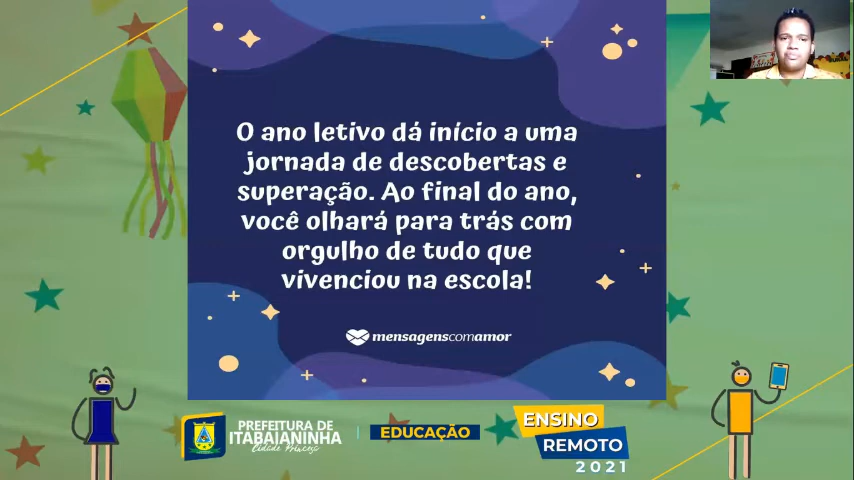 O ano letivo dá início a uma
jornada de descobertas e
superação. Ao final do ano,
você olhará para trás com
orgulho de tudo que
vivenciou na escola!
mensagenscomamor
PREFEITURA DE
ITABAIANINHA
Cidade Princesa
EDUCAÇÃO
ENSINO
REMOTO
2021